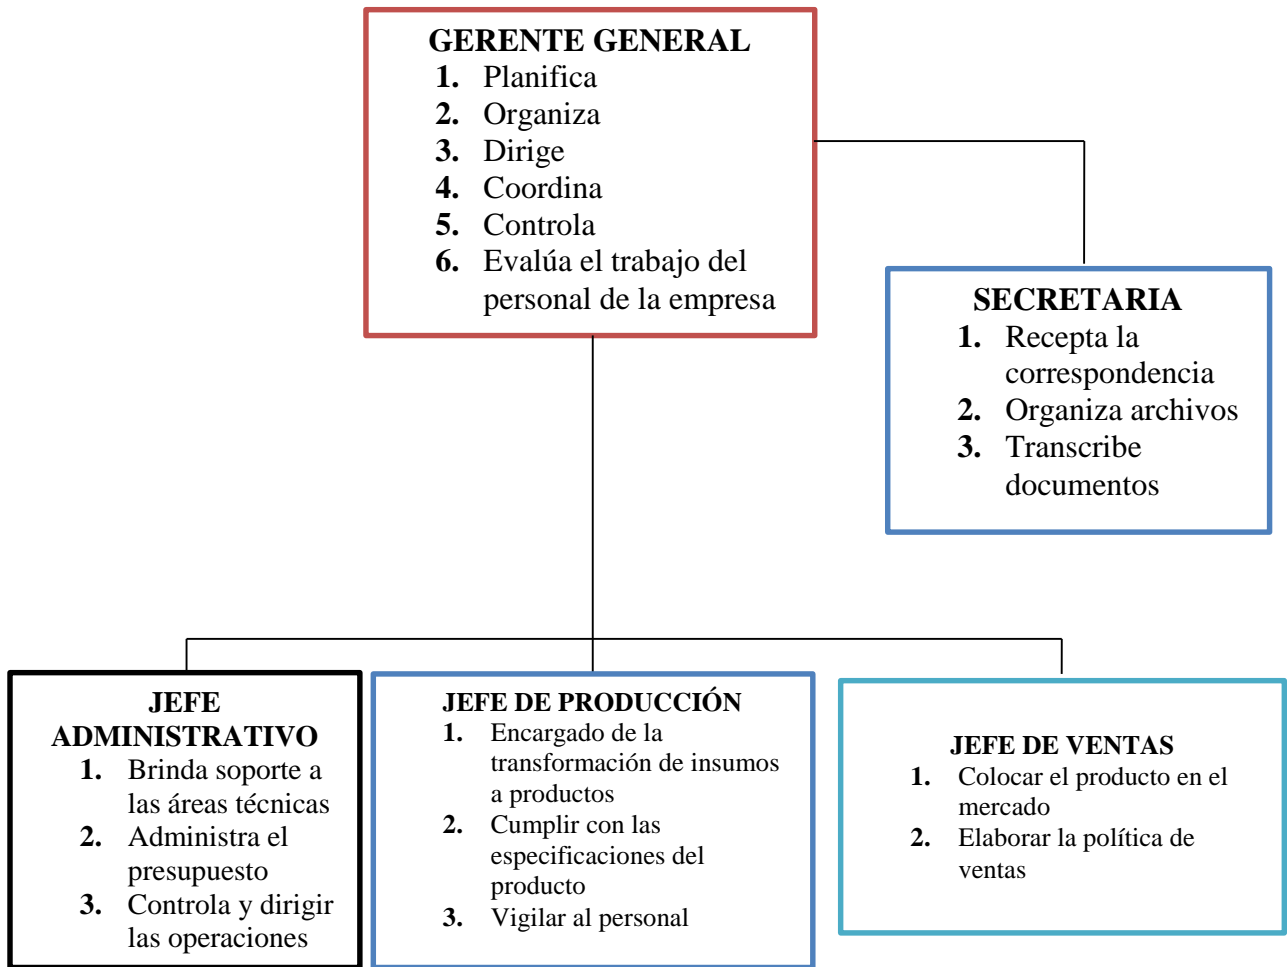 GERENTE GENERAL
1. Planifica
2. Organiza
3. Dirige
4. Coordina
5. Controla
6. Evalúa el trabajo del
personal de la empresa
SECRETARIA
1. Recepta la
correspondencia
2. Organiza archivos
3. Transcribe
documentos
JEFE
ADMINISTRATIVO
1. Brinda soporte a
las áreas técnicas
2. Administra el
presupuesto
3. Controla y dirigir
las operaciones
JEFE DE PRODUCCIÓN
1. Encargado de la
transformación de insumos
a productos
2. Cumplir con las
especificaciones del
producto
3. Vigilar al personal
JEFE DE VENTAS
1. Colocar el producto en el
mercado
2. Elaborar la política de
ventas